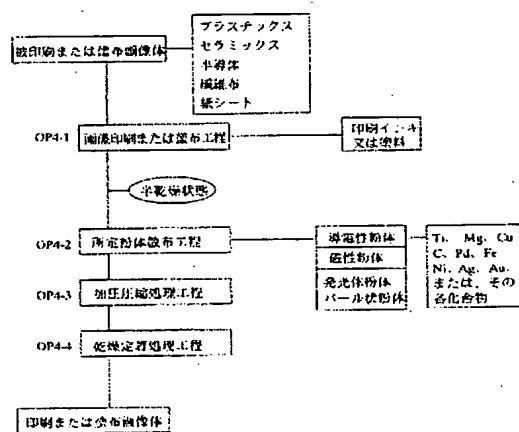 プラスチックス
セラミックス
半導体
繊維布
紙シート
被印刷または塗布画像体
OP4-1 画像印刷または塗布工程
印刷インキ
又は塗料
半乾燥状態
OP4-2 所定粉体散布工程
導電性粉体
磁性粉体
発光体粉体
パール状粉体
Ti、Mg、Cu
C、Pd、Fe
Ni、Ag、Au、
または、その
各化合物
OP4-3 加圧圧縮処理工程
OP4-4 乾燥定着処理工程
印刷または塗布画像体